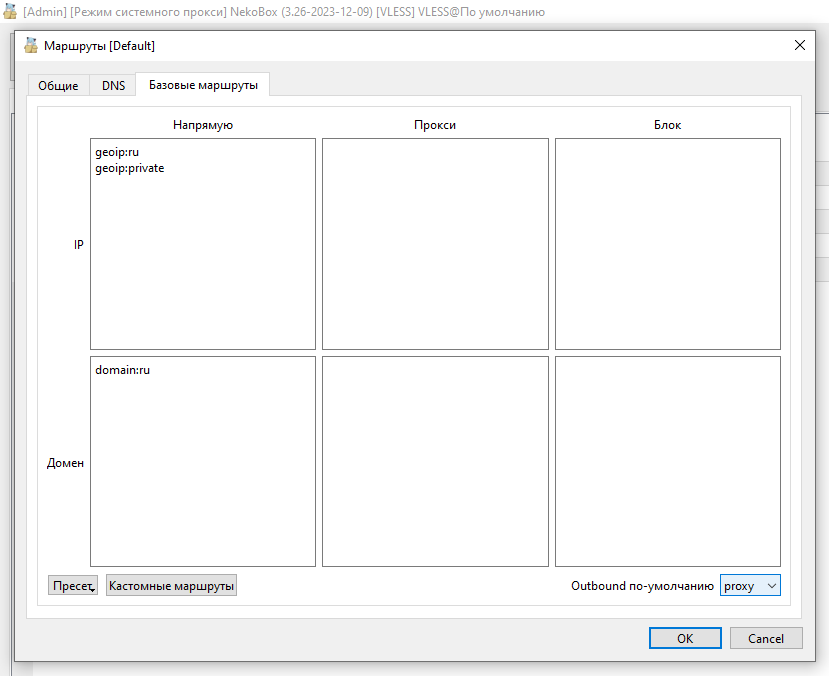 [Admin] [Режим системного прокси] NekoBox (3.26-2023-12-09) [VLESS] VLESS@По умолчанию
Маршруты [Default]
Общие DNS Базовые маршруты
Напрямую Прокси Блок
geoip:ru
geoip:private
IP
domain:ru
Домен
Пресет Кастомные маршруты Outbound по-умолчанию proxy
OK Cancel